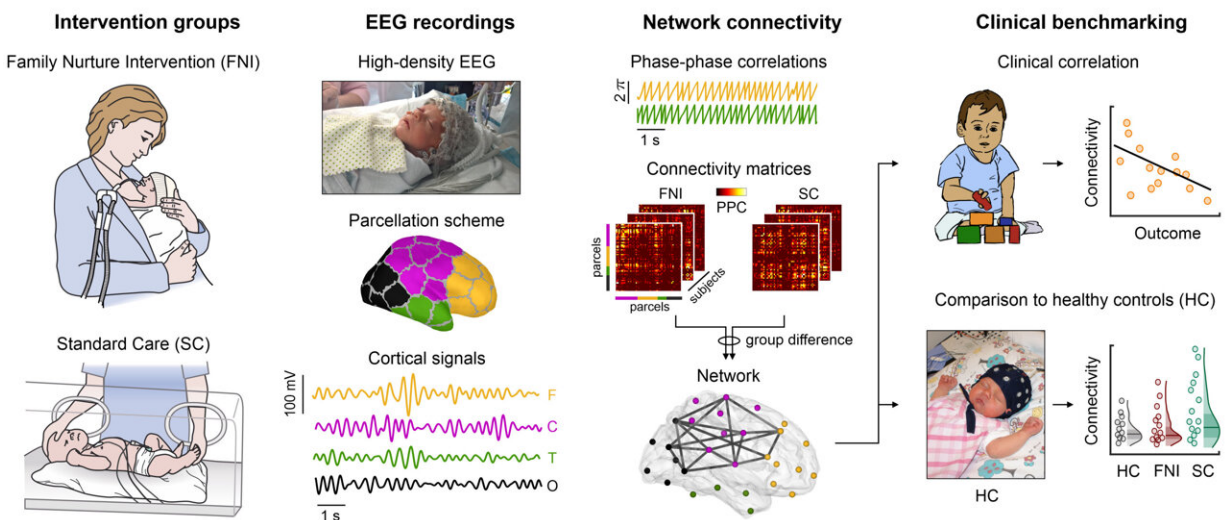 Intervention groups
Family Nurture Intervention (FNI)
Standard Care (SC)
EEG recordings
High-density EEG
Parcellation scheme
Cortical signals
100 mV
F
C
T
O
1 s
Network connectivity
Phase-phase correlations
2 π
1 s
Connectivity matrices
FNI
PPC
SC
parcels
parcels
subjects
group difference
Network
Clinical benchmarking
Clinical correlation
Connectivity
Outcome
Comparison to healthy controls (HC)
HC
Connectivity
HC FNI SC